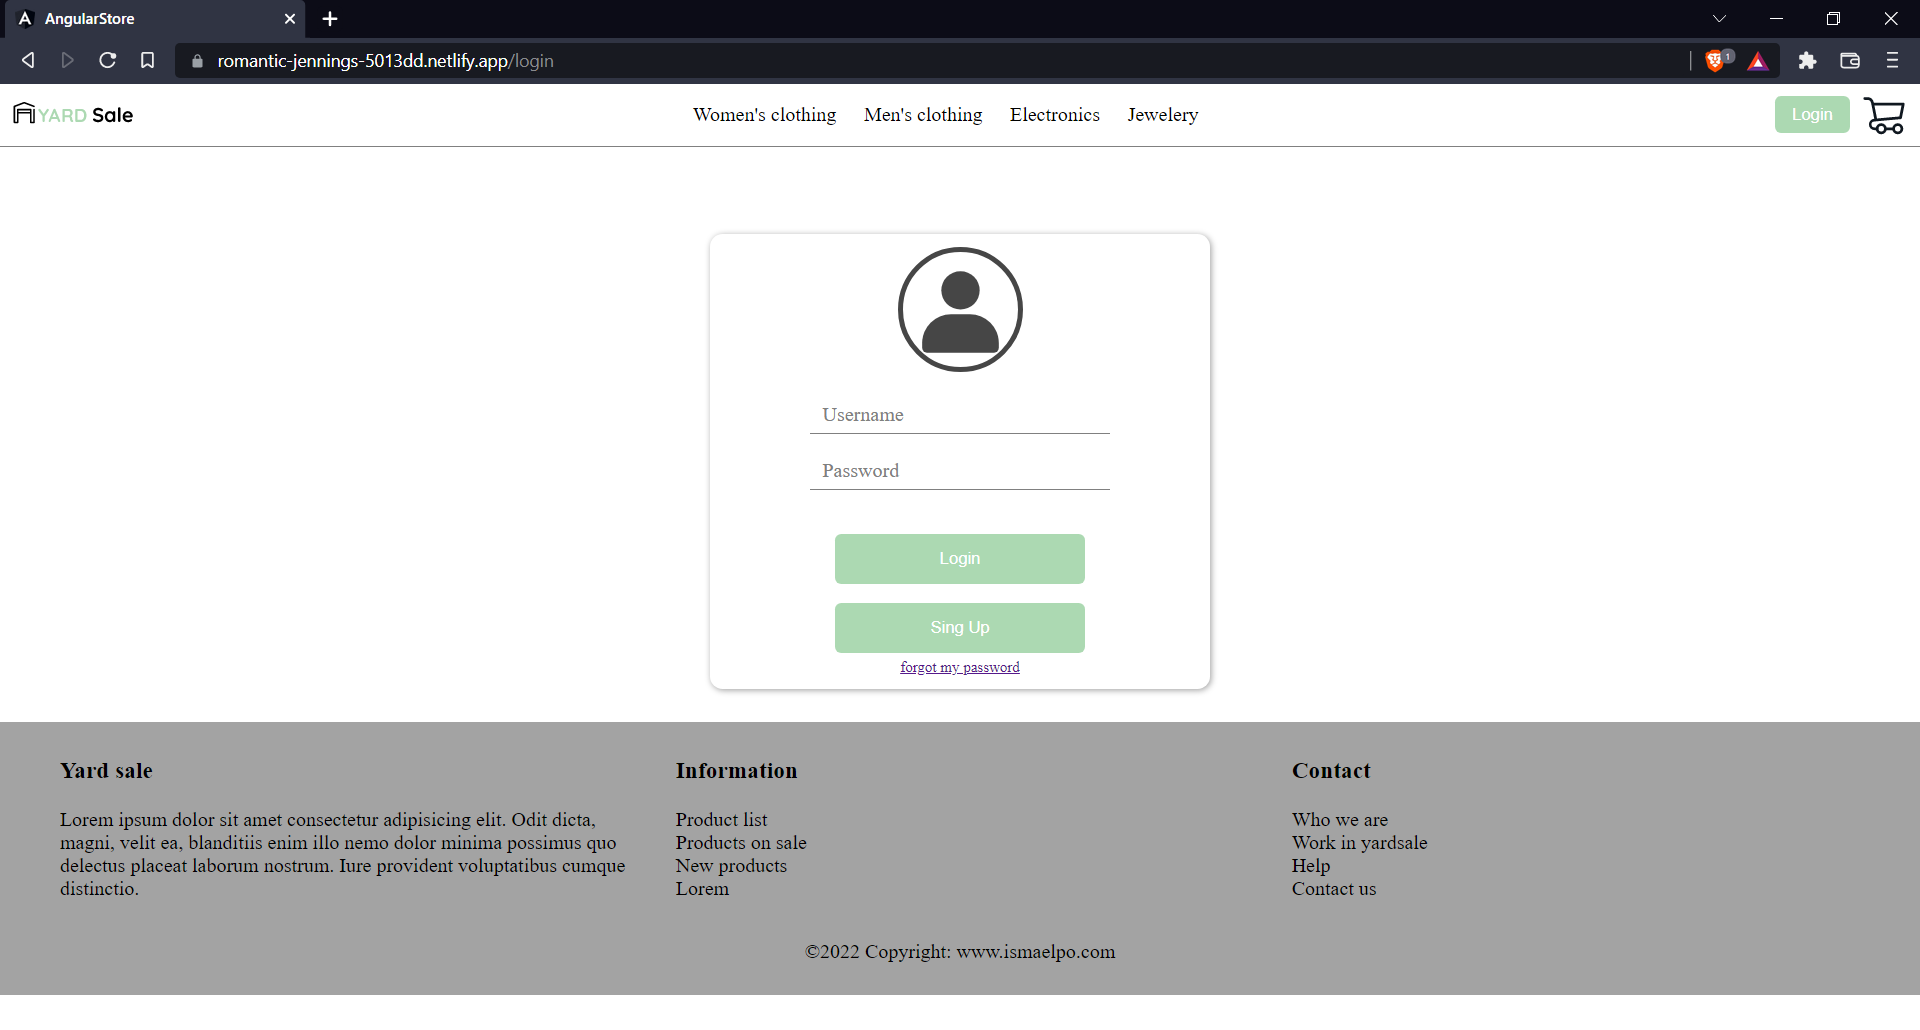 AngularStore
romantic-jennings-5013dd.netlify.app/login
1
YARD Sale
Women's clothing Men's clothing Electronics Jewelery
Login
Username
Password
Login
Sing Up
forgot my password
Yard sale
Lorem ipsum dolor sit amet consectetur adipisicing elit. Odit dicta,
magni, velit ea, blanditiis enim illo nemo dolor minima possimus quo
delectus placeat laborum nostrum. Iure provident voluptatibus cumque
distinctio.
Information
Product list
Products on sale
New products
Lorem
Contact
Who we are
Work in yardsale
Help
Contact us
©2022 Copyright: www.ismaelpo.com